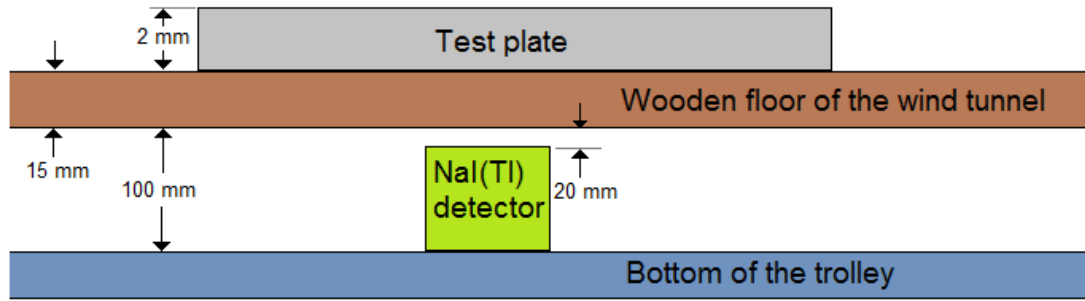 2 mm
Test plate
Wooden floor of the wind tunnel
15 mm
100 mm
NaI(Tl)
detector
20 mm
Bottom of the trolley